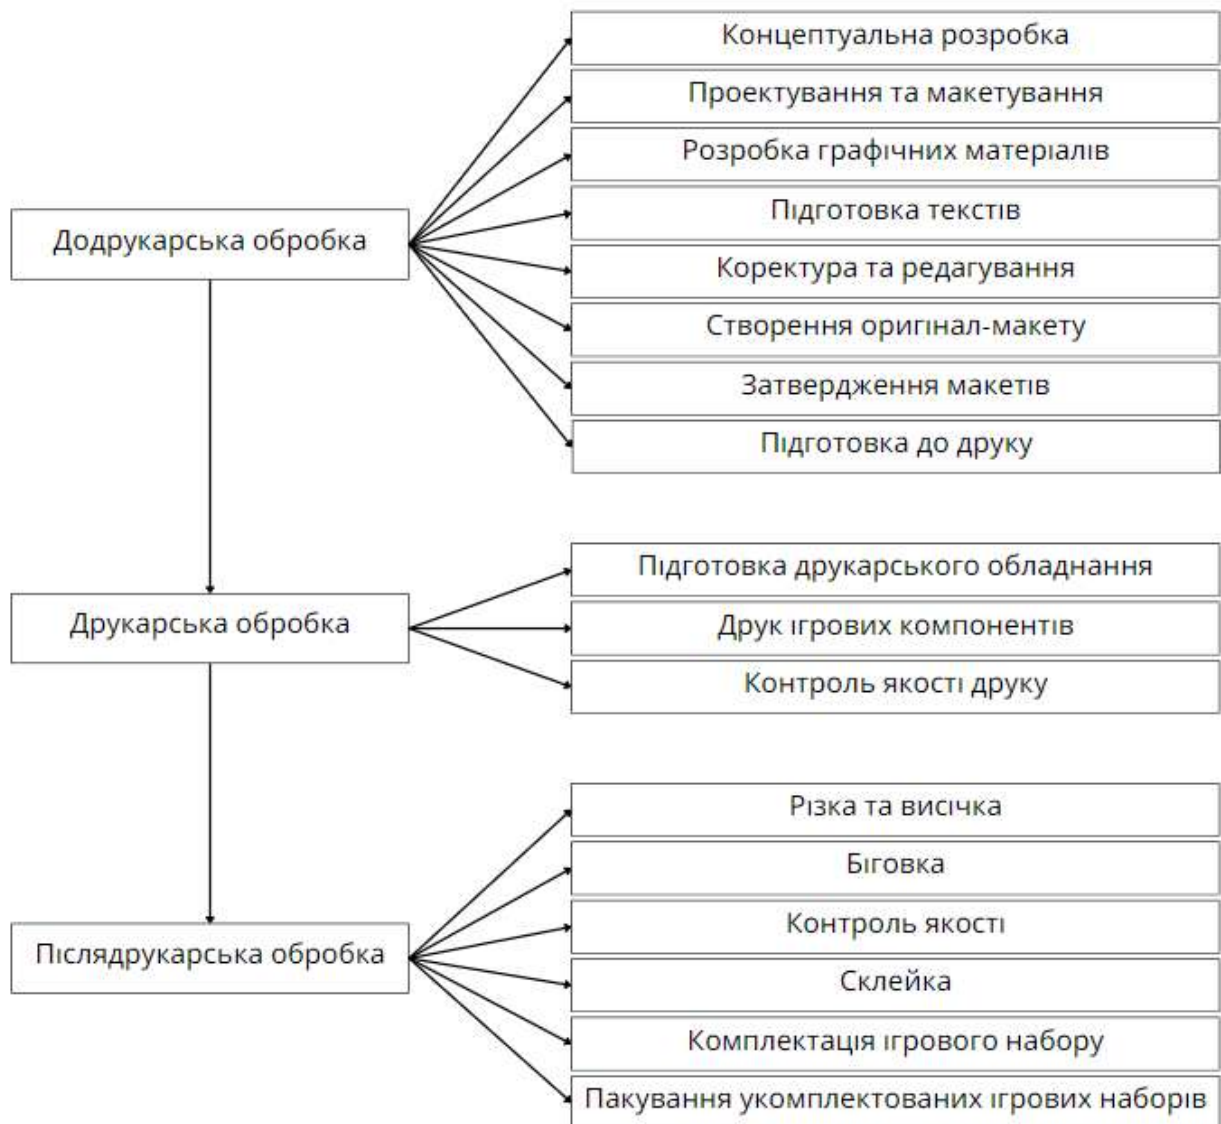 Концептуальна розробка
Проектування та макетування
Розробка графічних матеріалів
Підготовка текстів
Додрукарська обробка
Коректура та редагування
Створення оригінал-макету
Затвердження макетів
Підготовка до друку
Підготовка друкарського обладнання
Друкарська обробка
Друк ігрових компонентів
Контроль якості друку
Різка та висічка
Біговка
Контроль якості
Післядрукарська обробка
Склейка
Комплектація ігрового набору
Пакування укомплектованих ігрових наборів